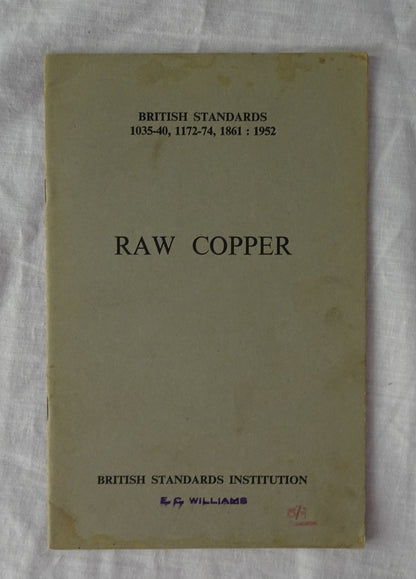 BRITISH STANDARDS
1035-40, 1172-74, 1861 : 1952
RAW COPPER
BRITISH STANDARDS INSTITUTION
E G WILLIAMS